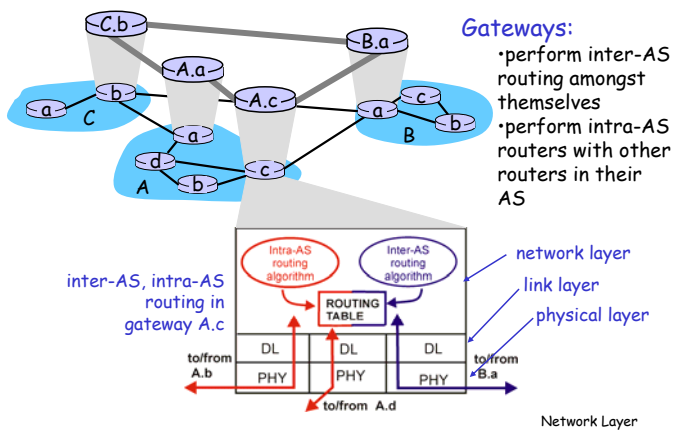 C.b
B.a
A.a
A.c
Gateways:
•perform inter-AS
routing amongst
themselves
•perform intra-AS
routers with other
routers in their
AS
a
b
C
a
c
a
b
B
d
b
c
A
inter-AS, intra-AS
routing in
gateway A.c
Intra-AS
routing
algorithm
Inter-AS
routing
algorithm
ROUTING
TABLE
DL
DL
DL
PHY
PHY
PHY
to/from
A.b
to/from A.d
to/from
B.a
network layer
link layer
physical layer
Network Layer